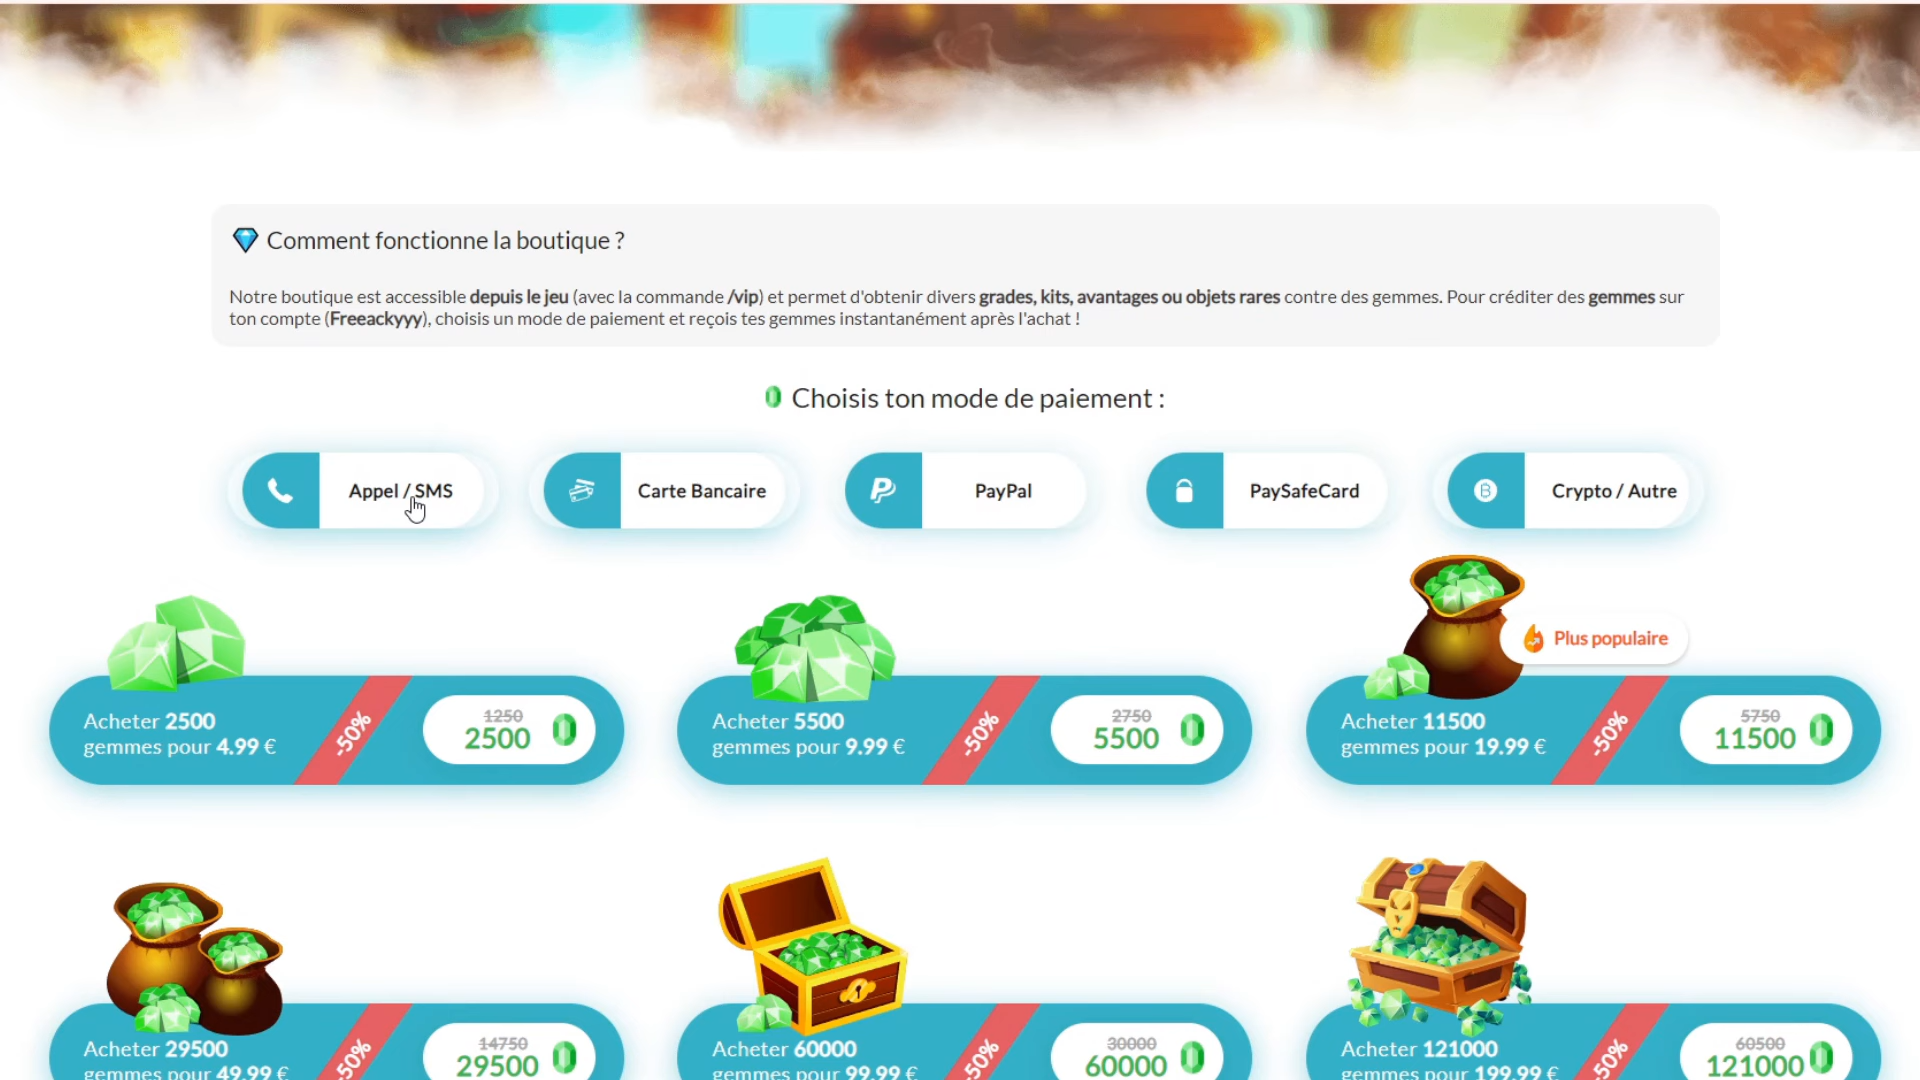 Comment fonctionne la boutique ?
Notre boutique est accessible depuis le jeu (avec la commande /vip) et permet d'obtenir divers grades, kits, avantages ou objets rares contre des gemmes. Pour créditer des gemmes sur
ton compte (Freeackyyy), choisis un mode de paiement et reçois tes gemmes instantanément après l'achat !
Choisis ton mode de paiement :
Appel / SMS
Carte Bancaire
PayPal
PaySafeCard
Crypto / Autre
Plus populaire
Acheter 2500
gemmes pour 4.99 €
-50%
1250
2500
Acheter 5500
gemmes pour 9.99 €
-50%
2750
5500
Acheter 11500
gemmes pour 19.99 €
-50%
5750
11500
Acheter 29500
gemmes pour 49.99 €
-50%
14750
29500
Acheter 60000
gemmes pour 99.99 €
-50%
30000
60000
Acheter 121000
gemmes pour 199.99 €
-50%
60500
121000